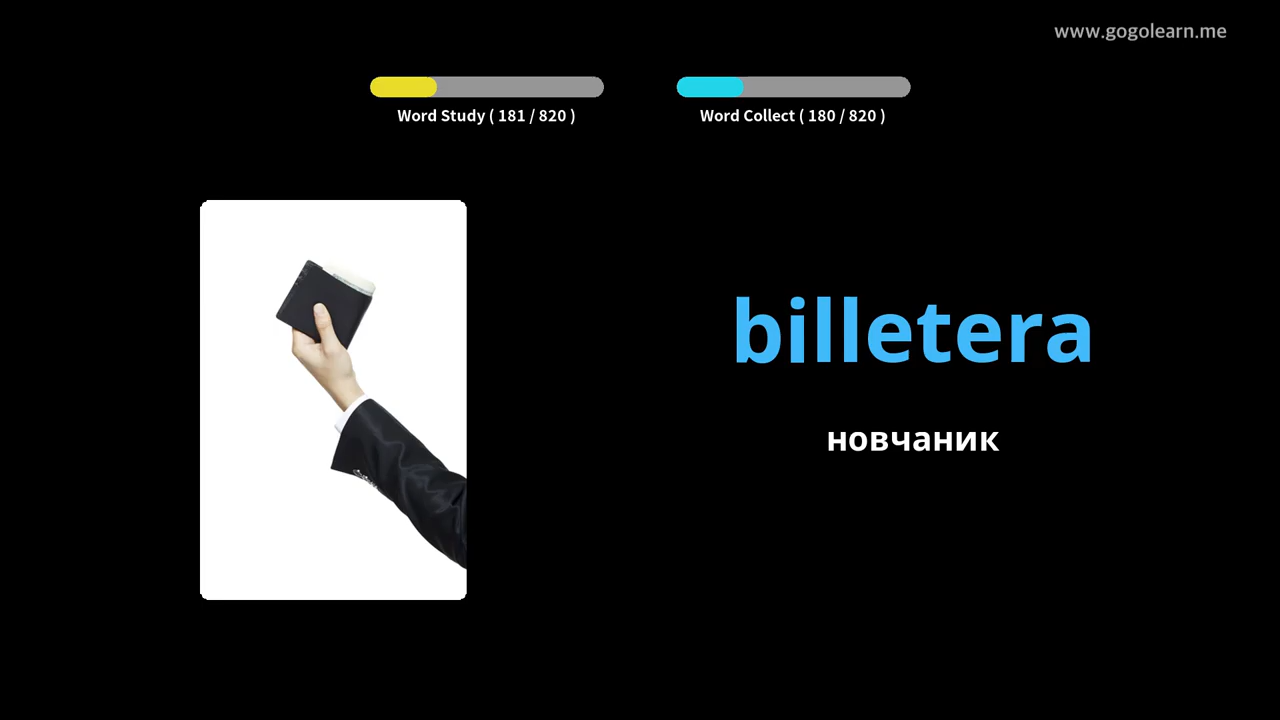 www.gogolearn.me
Word Study ( 181 / 820 )
Word Collect ( 180 / 820 )
billetera
новчаник